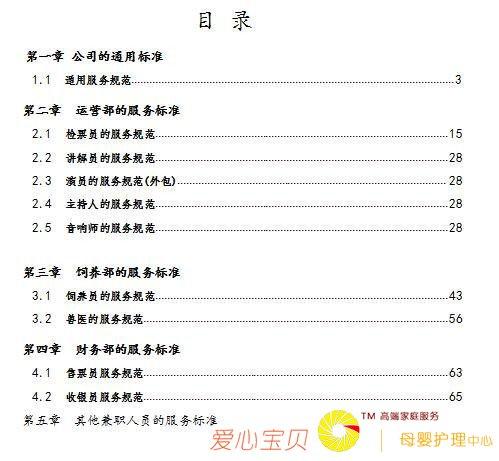 目 录
第一章 公司的通用标准
1.1 通用服务规范……3
第二章 运营部的服务标准
2.1 检票员的服务规范……15
2.2 讲解员的服务规范……28
2.3 演员的服务规范(外包)……28
2.4 主持人的服务规范……28
2.5 音响师的服务规范……28
第三章 饲养部的服务标准
3.1 饲养员的服务规范……43
3.2 兽医的服务规范……56
第四章 财务部的服务标准
4.1 售票员服务规范……63
4.2 收银员服务规范……65
第五章 其他兼职人员的服务标准
爱心宝贝 TM 高端家庭服务
母婴护理中心